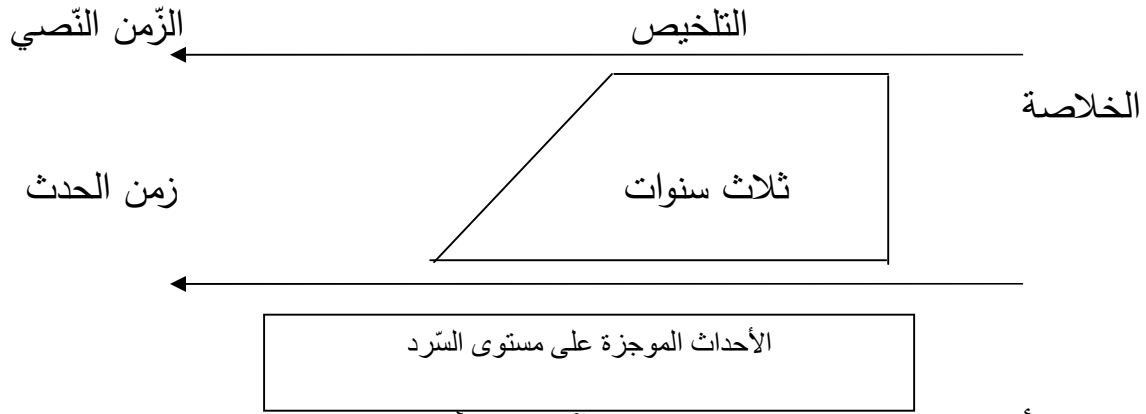 التلخيص
الزّمن النّصي
الخلاصة
ثلاث سنوات
زمن الحدث
الأحداث الموجزة على مستوى السّرد